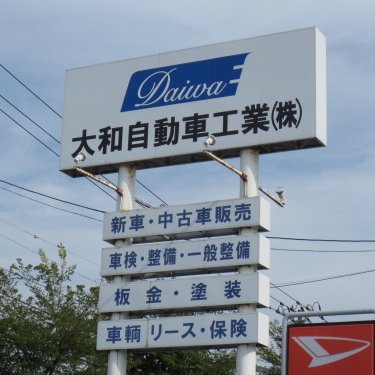 Daiwa
大和自動車工業㈱
新車・中古車販売
車検・整備・一般整備
板金・塗装
車輌 リース・保険